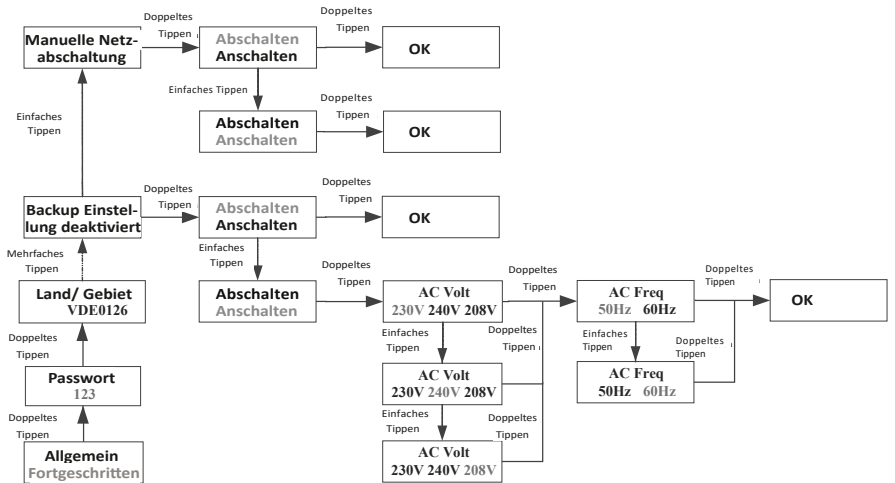 Doppeltes
Tippen
Doppeltes
Tippen
Manuelle Netz-
abschaltung
Abschalten
Anschalten
OK
Einfaches Tippen
Doppeltes
Tippen
Einfaches
Tippen
Abschalten
Anschalten
OK
Doppeltes
Tippen
Doppeltes
Tippen
Backup Einstel-
lung deaktiviert
Abschalten
Anschalten
OK
Mehrfaches
Tippen
Einfaches
Tippen
Doppeltes
Tippen
Doppeltes
Tippen
Doppeltes
Tippen
Land/ Gebiet
VDE0126
Abschalten
Anschalten
AC Volt
230V 240V 208V
AC Freq
50Hz 60Hz
OK
Doppeltes
Tippen
Einfaches
Tippen
Doppeltes
Tippen
Einfaches
Tippen
Doppeltes
Tippen
Passwort
123
AC Volt
230V 240V 208V
AC Freq
50Hz 60Hz
Doppeltes
Tippen
Einfaches
Tippen
Doppeltes
Tippen
Allgemein
Fortgeschritten
AC Volt
230V 240V 208V